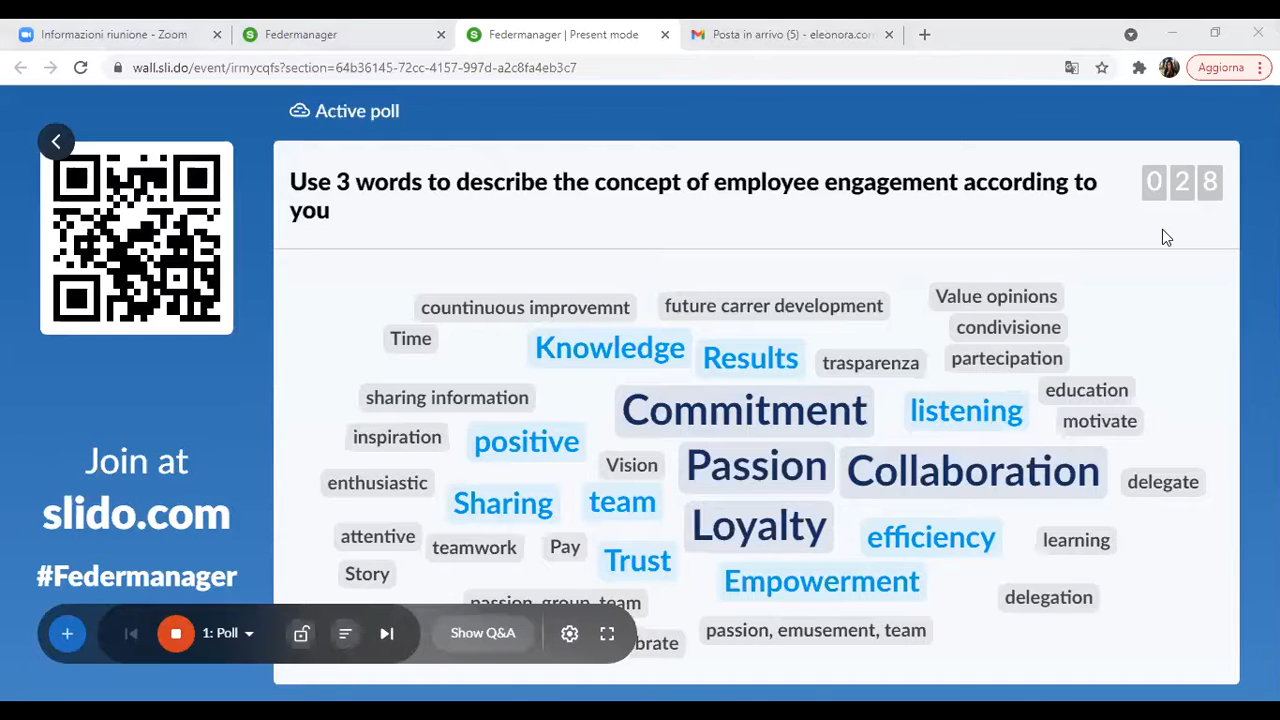 Informazioni riunione - Zoom
Federmanager
Federmanager | Present mode
Posta in arrivo (5) - eleonora.con
wall.sli.do/event/irmycqfs?section=64b36145-72cc-4157-997d-a2c8fa4eb3c7
Aggiorna
Active poll
Use 3 words to describe the concept of employee engagement according to
you
028
countinuous improvemnt
future carrer development
Value opinions
Time
condivisione
Knowledge
Results
trasparenza
partecipation
sharing information
Commitment
listening
education
motivate
inspiration
positive
Vision
Passion
Collaboration
enthusiastic
delegate
Sharing
team
Loyalty
attentive
teamwork
Pay
Trust
efficiency
learning
Story
Empowerment
passion, group, team
delegation
passion, emusement, team
brate
Join at
slido.com
#Federmanager
1: Poll
Show Q&A